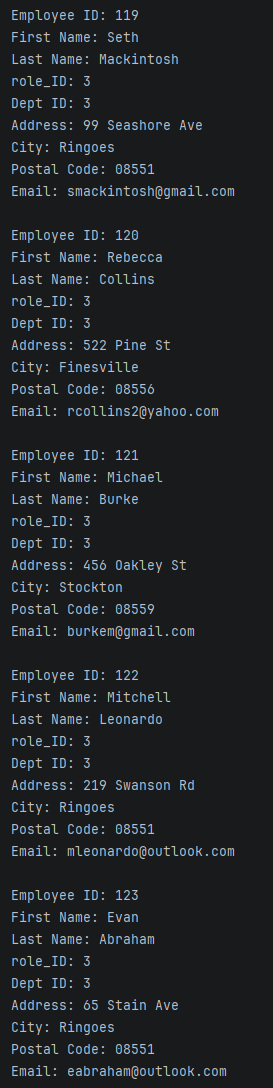 Employee ID: 119
First Name: Seth
Last Name: Mackintosh
role_ID: 3
Dept ID: 3
Address: 99 Seashore Ave
City: Ringoes
Postal Code: 08551
Email: smackintosh@gmail.com

Employee ID: 120
First Name: Rebecca
Last Name: Collins
role_ID: 3
Dept ID: 3
Address: 522 Pine St
City: Finesville
Postal Code: 08556
Email: rcollins2@yahoo.com

Employee ID: 121
First Name: Michael
Last Name: Burke
role_ID: 3
Dept ID: 3
Address: 456 Oakley St
City: Stockton
Postal Code: 08559
Email: burkem@gmail.com

Employee ID: 122
First Name: Mitchell
Last Name: Leonardo
role_ID: 3
Dept ID: 3
Address: 219 Swanson Rd
City: Ringoes
Postal Code: 08551
Email: mleonardo@outlook.com

Employee ID: 123
First Name: Evan
Last Name: Abraham
role_ID: 3
Dept ID: 3
Address: 65 Stain Ave
City: Ringoes
Postal Code: 08551
Email: eabraham@outlook.com